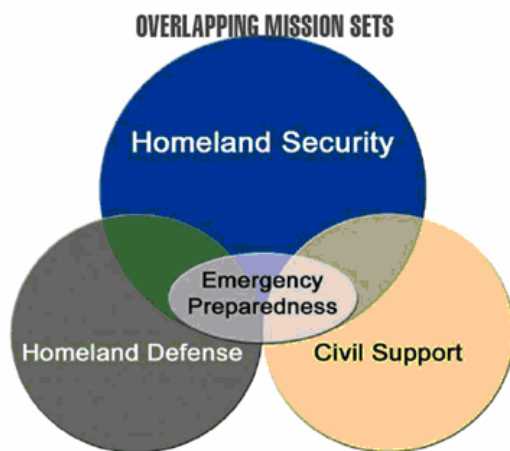 OVERLAPPING MISSION SETS
Homeland Security
Emergency
Preparedness
Homeland Defense
Civil Support